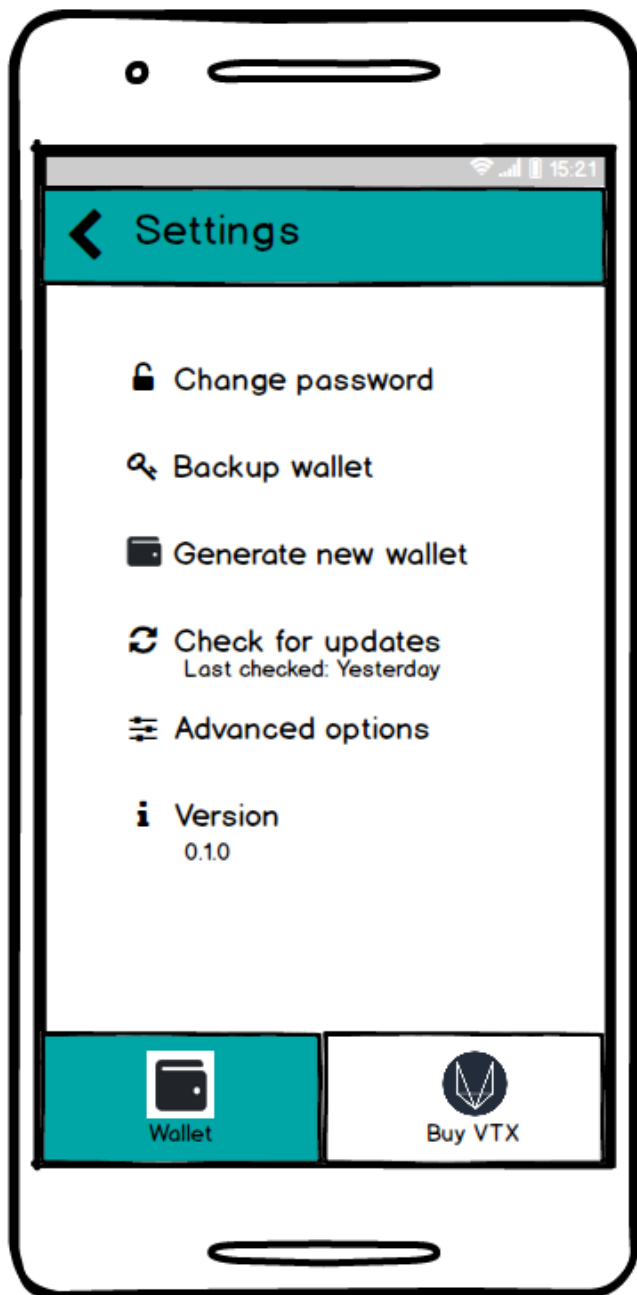 15:21
Settings
Change password
Backup wallet
Generate new wallet
Check for updates
Last checked: Yesterday
Advanced options
Version
0.1.0
Wallet
Buy VTX